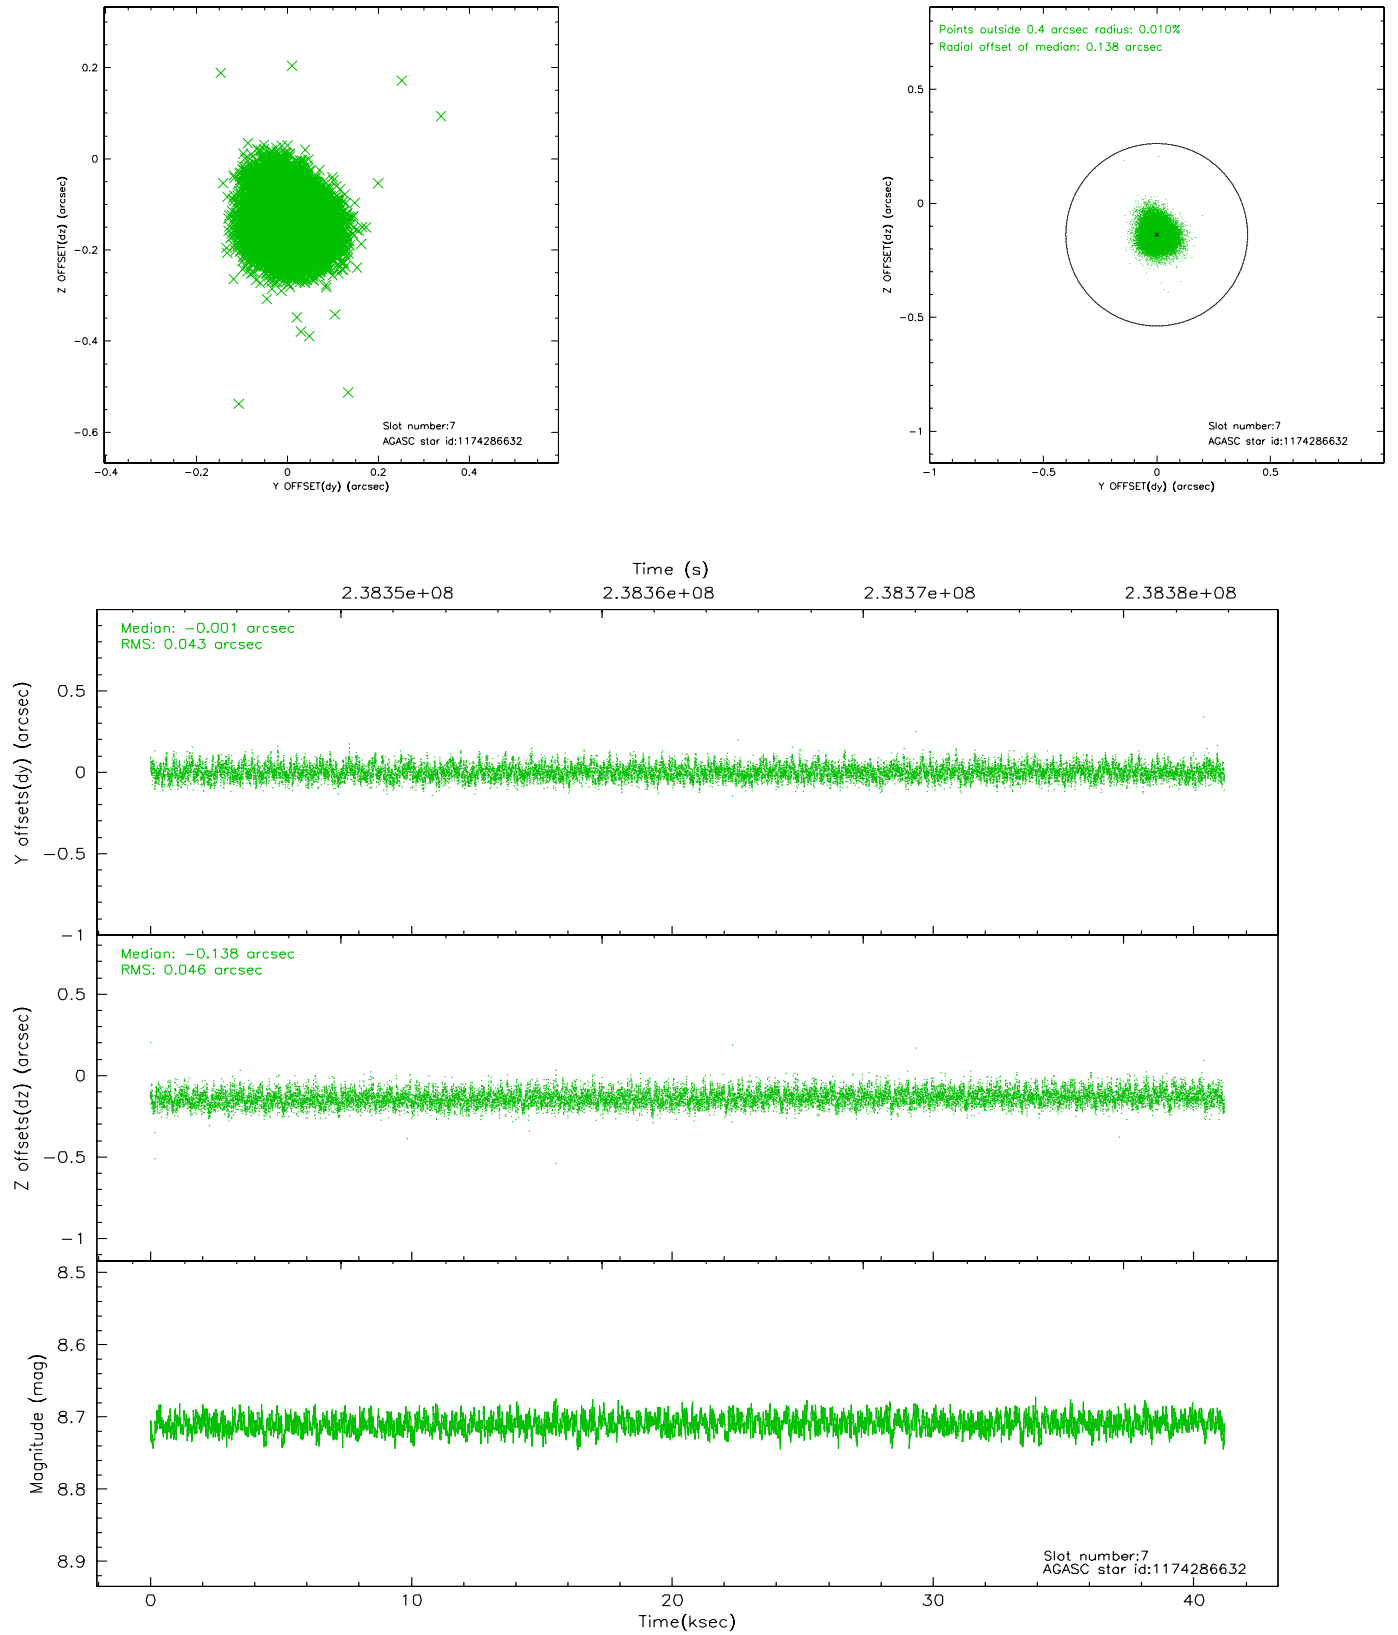 0.2
0
-0.2
-0.4
-0.6
Z OFFSET(dz) (arcsec)
Slot number:7
AGASC star id:1174286632
-0.4 -0.2 0 0.2 0.4
Y OFFSET(dy) (arcsec)
Points outside 0.4 arcsec radius: 0.010%
Radial offset of median: 0.138 arcsec
0.5
0
-0.5
-1
Z OFFSET(dz) (arcsec)
Slot number:7
AGASC star id:1174286632
-1 -0.5 0 0.5
Y OFFSET(dy) (arcsec)
Time (s)
2.3835e+08 2.3836e+08 2.3837e+08 2.3838e+08
Median: -0.001 arcsec
RMS: 0.043 arcsec
0.5
0
-0.5
-1
Y offsets(dy) (arcsec)
Median: -0.138 arcsec
RMS: 0.046 arcsec
0.5
0
-0.5
-1
Z offsets(dz) (arcsec)
8.5
8.6
8.7
8.8
8.9
Magnitude (mag)
Slot number:7
AGASC star id:1174286632
0 10 20 30 40
Time(ksec)